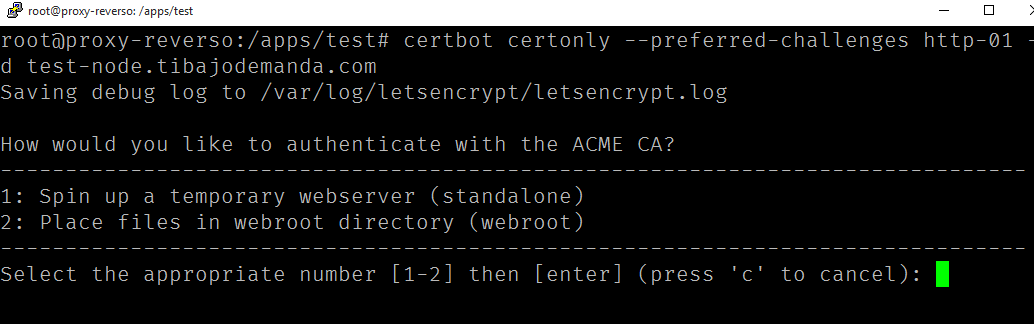 root@proxy-reverso: /apps/test
root@proxy-reverso:/apps/test# certbot certonly --preferred-challenges http-01 -
d test-node.tibajodemanda.com
Saving debug log to /var/log/letsencrypt/letsencrypt.log
How would you like to authenticate with the ACME CA?
-------------------------------------------------------------------------------
1: Spin up a temporary webserver (standalone)
2: Place files in webroot directory (webroot)
-------------------------------------------------------------------------------
Select the appropriate number [1-2] then [enter] (press 'c' to cancel):